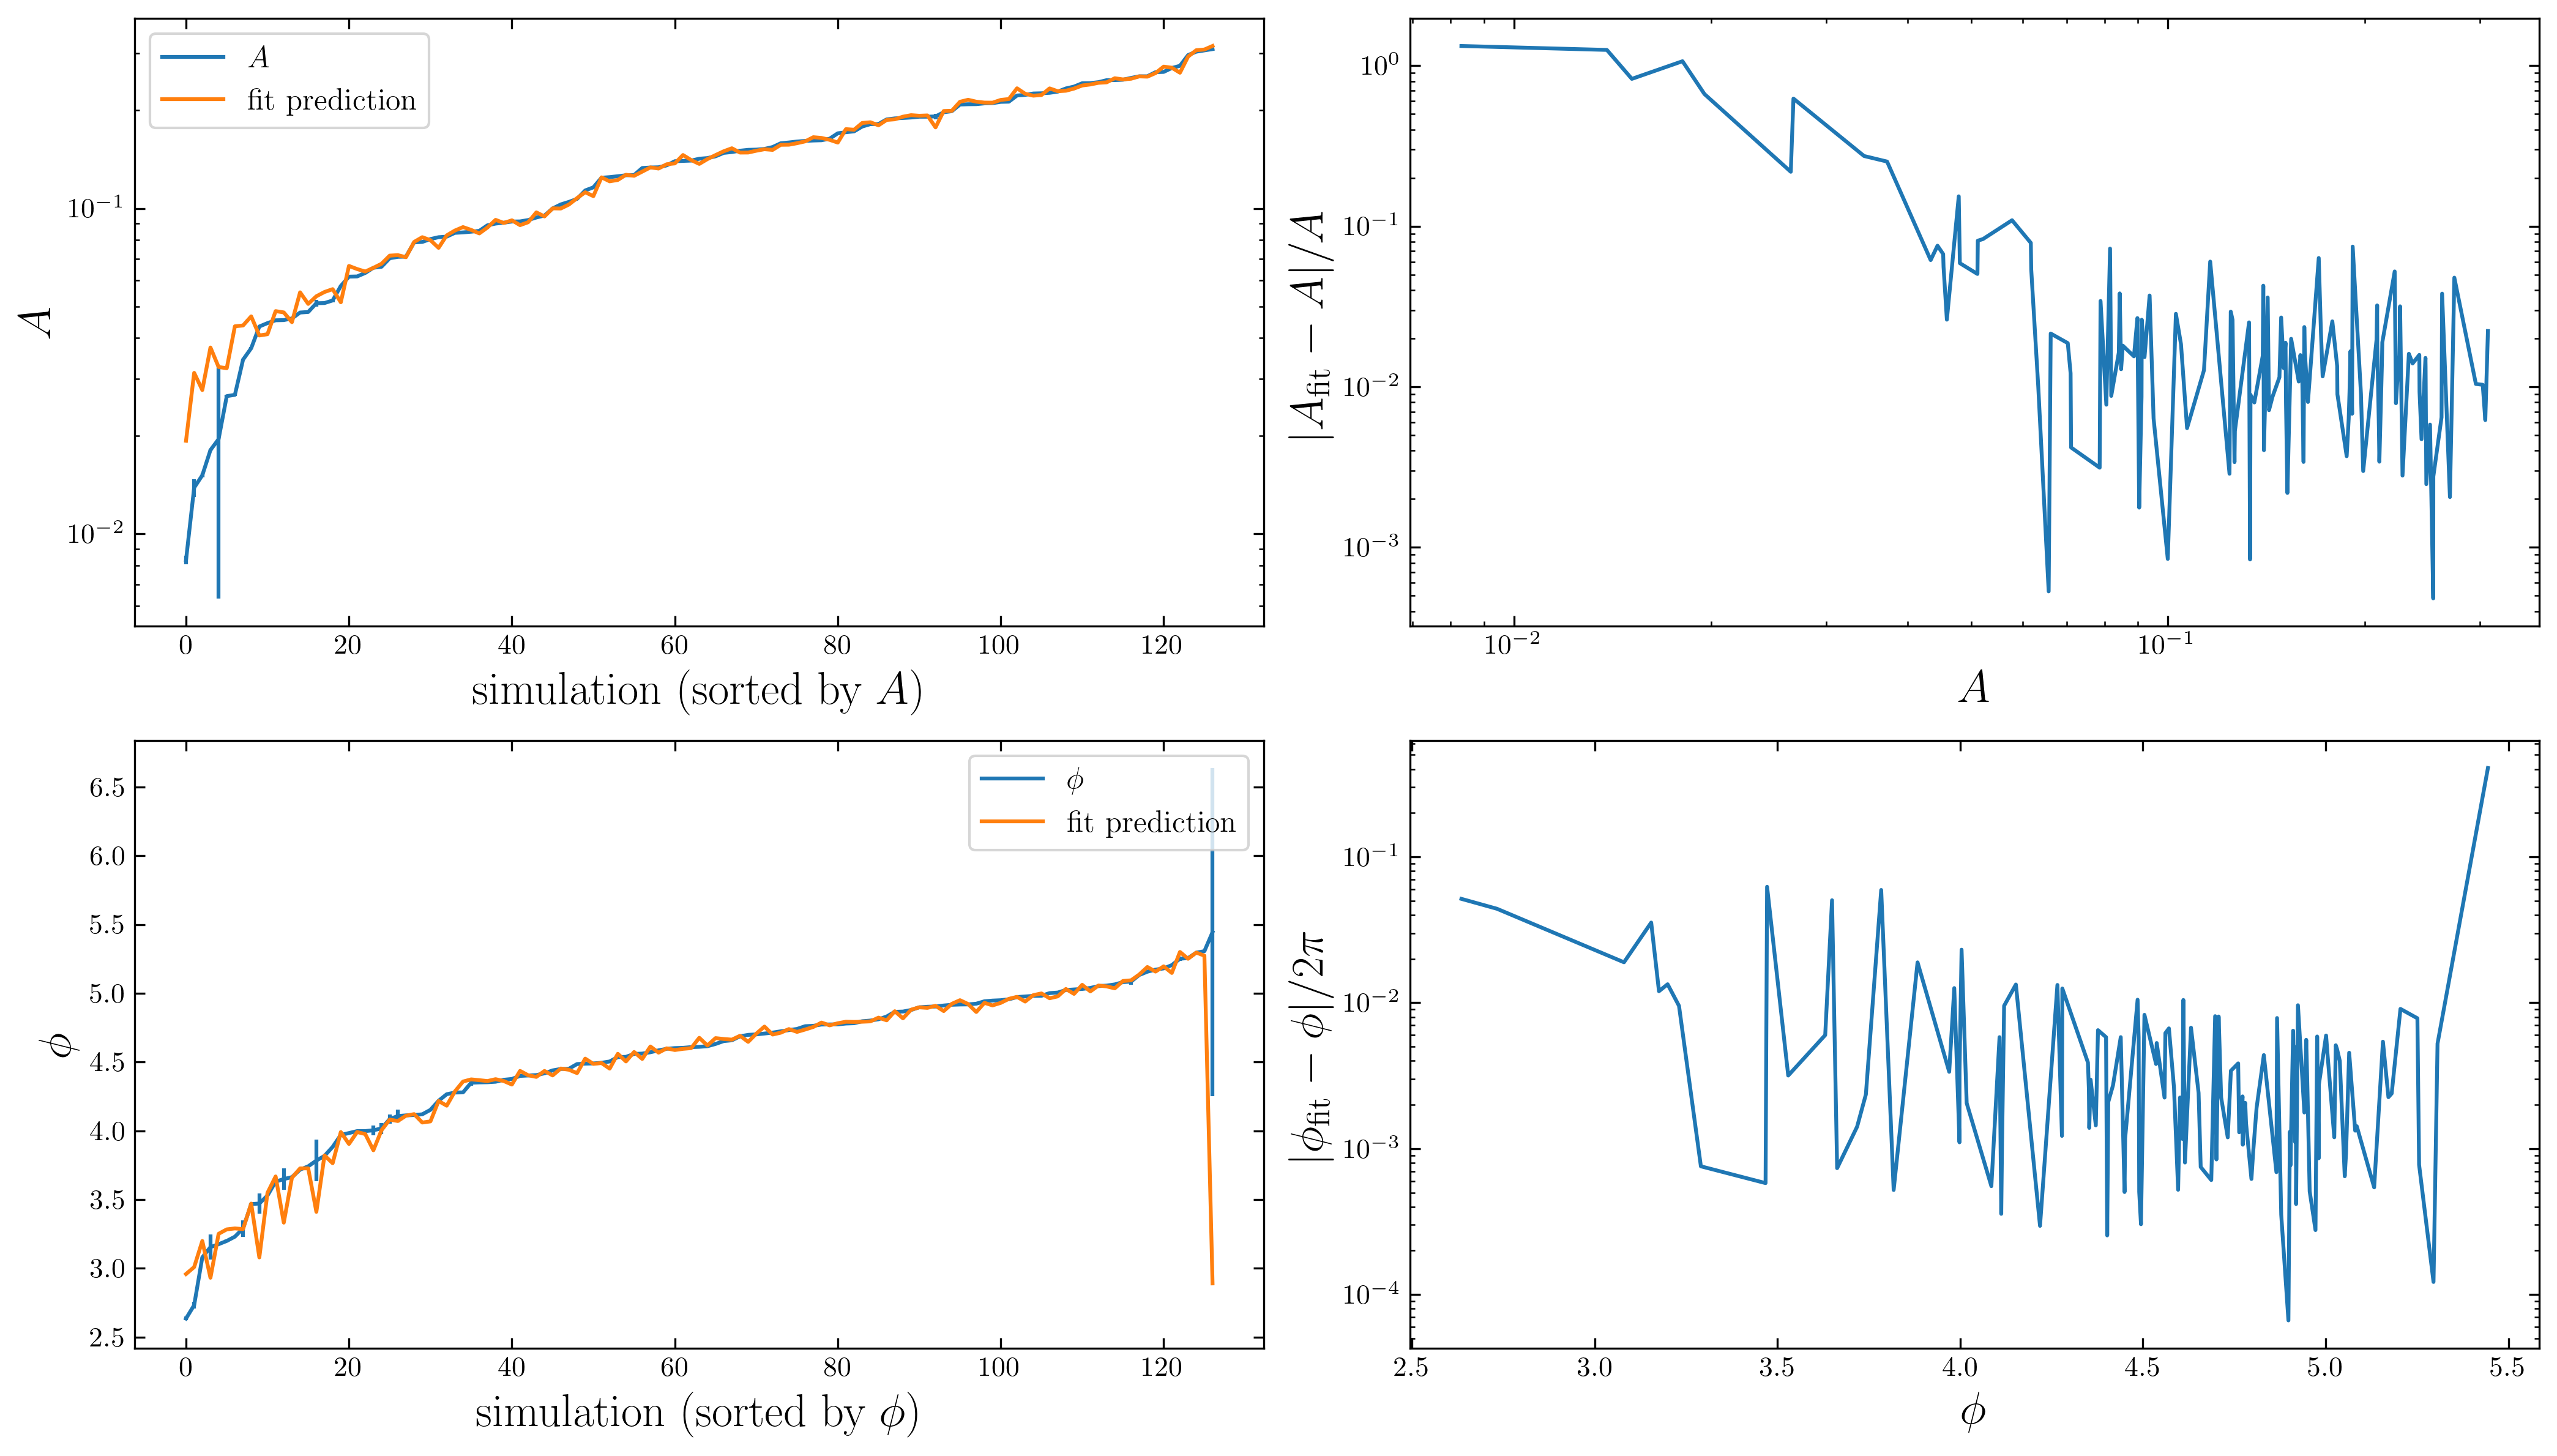 A
fit prediction
10⁻¹
10⁻²
A
0 20 40 60 80 100 120
simulation (sorted by A)
10⁰
10⁻¹
10⁻²
10⁻³
|A_fit − A|/A
10⁻² 10⁻¹
A
ϕ
fit prediction
6.5
6.0
5.5
5.0
4.5
4.0
3.5
3.0
2.5
ϕ
0 20 40 60 80 100 120
simulation (sorted by ϕ)
10⁻¹
10⁻²
10⁻³
10⁻⁴
|ϕ_fit − ϕ|/2π
2.5 3.0 3.5 4.0 4.5 5.0 5.5
ϕ